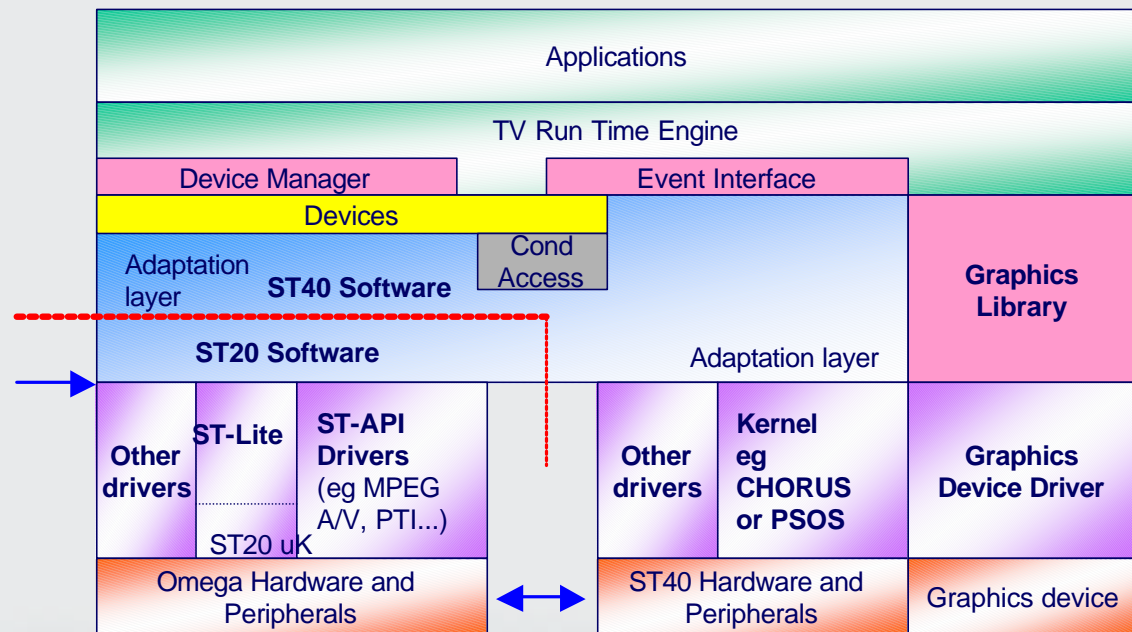 Applications
TV Run Time Engine
Device Manager
Event Interface
Devices
Cond
Access
Adaptation
layer
ST40 Software
Graphics
Library
ST20 Software
Adaptation layer
Other
drivers
ST-Lite
ST20 uK
ST-API
Drivers
(eg MPEG
A/V, PTI...)
Other
drivers
Kernel
eg
CHORUS
or PSOS
Graphics
Device Driver
Omega Hardware and
Peripherals
ST40 Hardware and
Peripherals
Graphics device